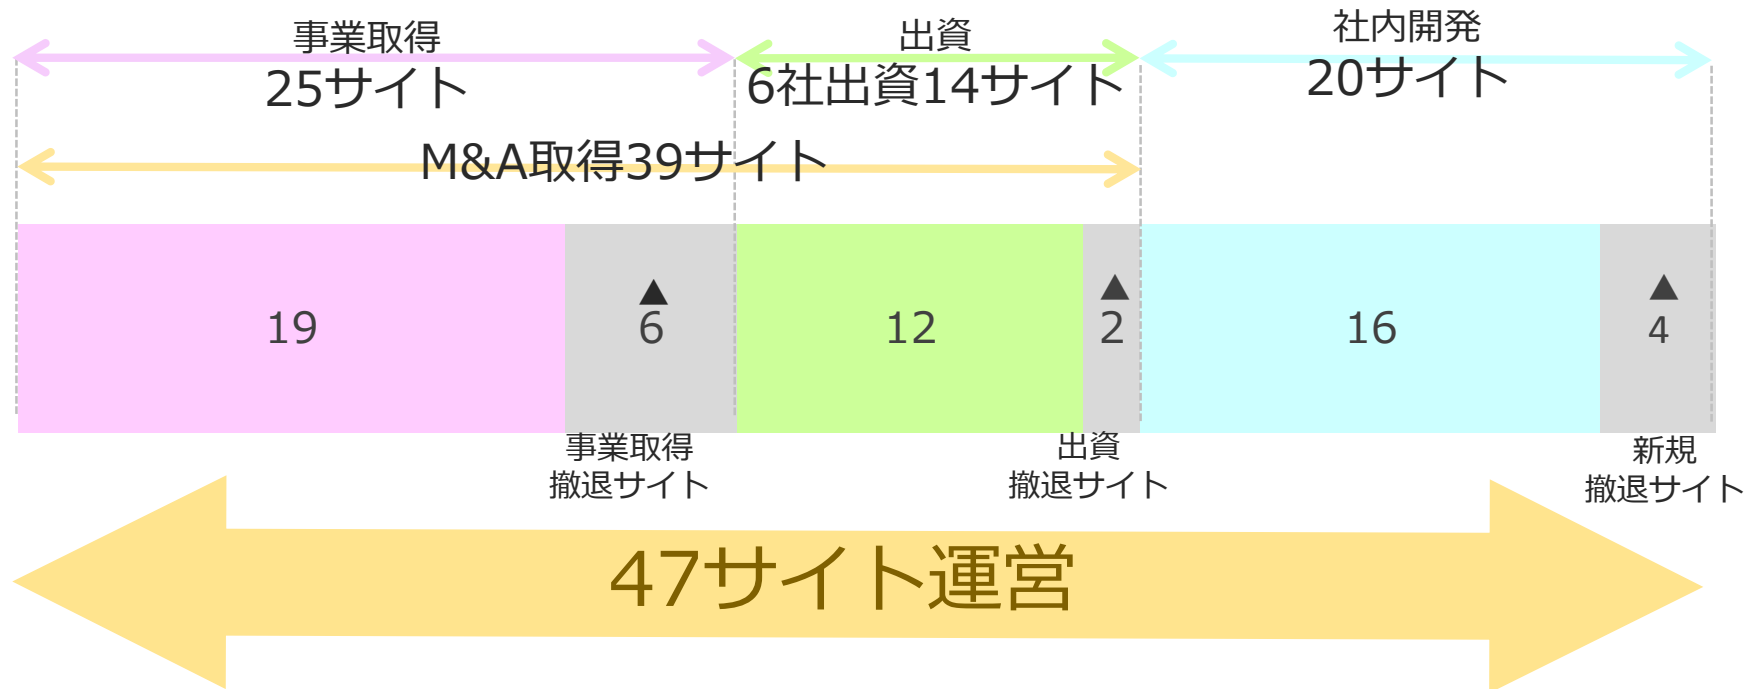 事業取得
25サイト
出資
6社出資14サイト
社内開発
20サイト
M&A取得39サイト
19
▲
6
12
▲
2
16
▲
4
事業取得
撤退サイト
出資
撤退サイト
新規
撤退サイト
47サイト運営